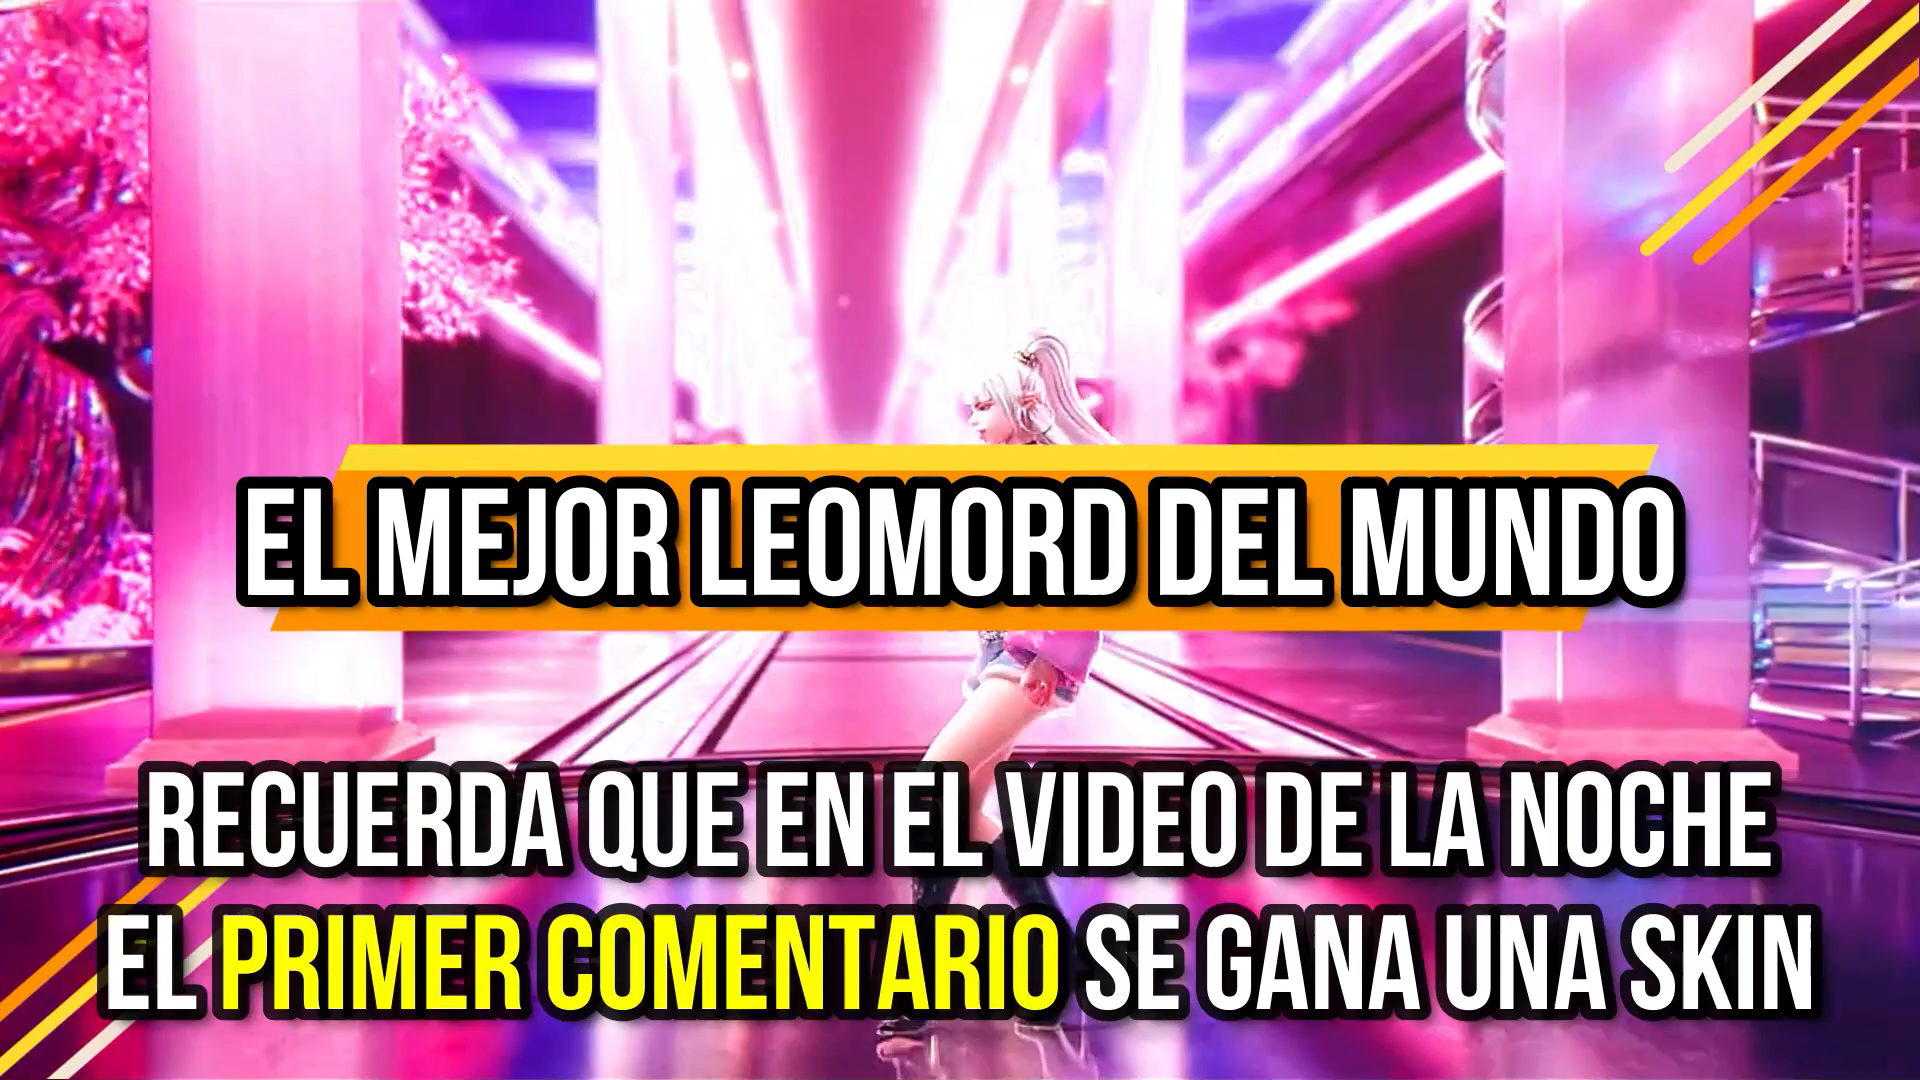 EL MEJOR LEOMORD DEL MUNDO
RECUERDA QUE EN EL VIDEO DE LA NOCHE
EL PRIMER COMENTARIO SE GANA UNA SKIN